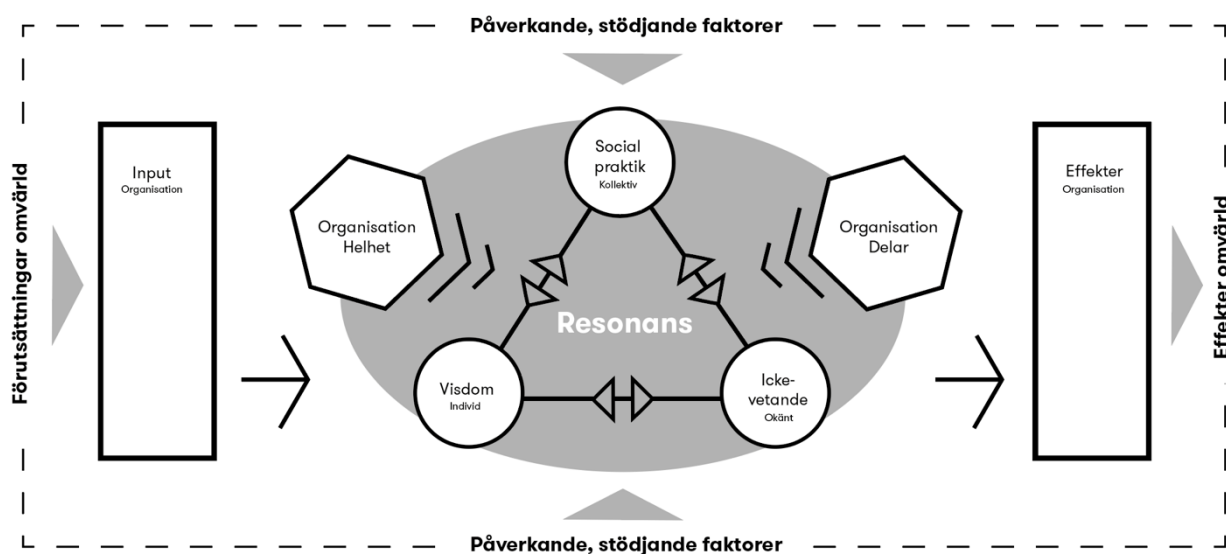 Påverkande, stödjande faktorer
Förutsättningar omvärld
Input
Organisation
Organisation
Helhet
Social
praktik
Kollektiv
Organisation
Delar
Resonans
Visdom
Individ
Icke-
vetande
Okänt
Effekter
Organisation
Effekter omvärld
Påverkande, stödjande faktorer